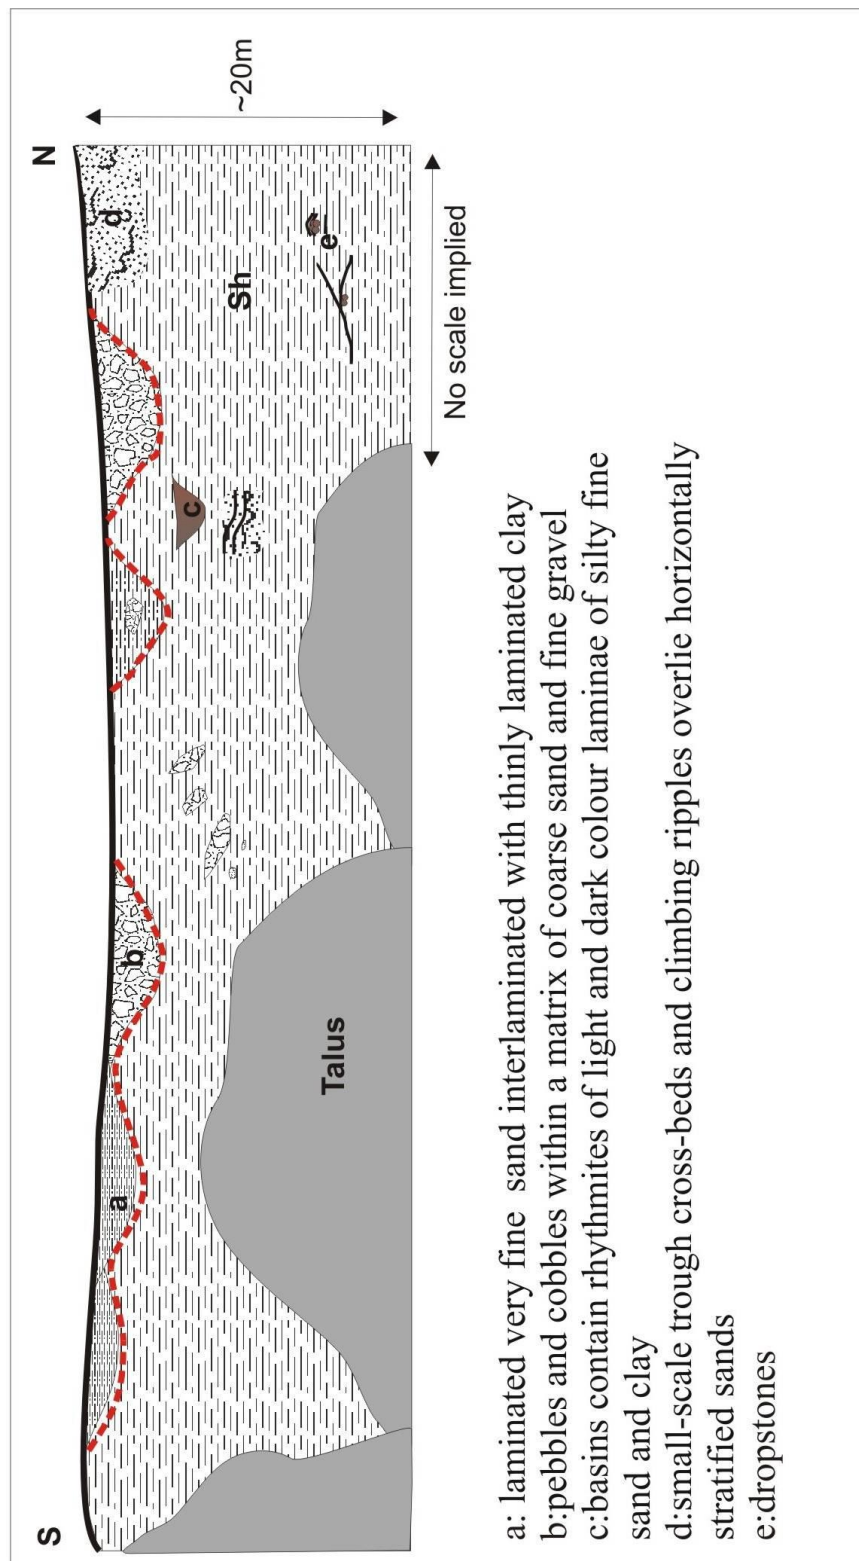 S
N
~20m
a
b
c
d
Sh
e
Talus
No scale implied
a: laminated very fine sand interlaminated with thinly laminated clay
b:pebbles and cobbles within a matrix of coarse sand and fine gravel
c:basins contain rhythmites of light and dark colour laminae of silty fine
sand and clay
d:small-scale trough cross-beds and climbing ripples overlie horizontally
stratified sands
e:dropstones